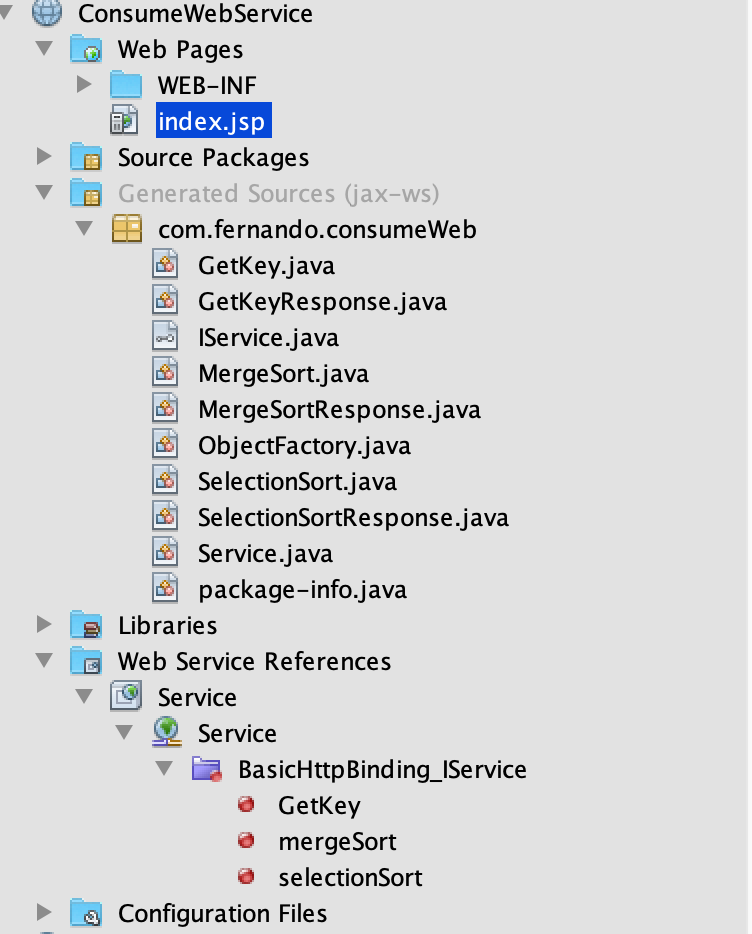 ConsumeWebService
Web Pages
WEB-INF
index.jsp
Source Packages
Generated Sources (jax-ws)
com.fernando.consumeWeb
GetKey.java
GetKeyResponse.java
IService.java
MergeSort.java
MergeSortResponse.java
ObjectFactory.java
SelectionSort.java
SelectionSortResponse.java
Service.java
package-info.java
Libraries
Web Service References
Service
Service
BasicHttpBinding_IService
GetKey
mergeSort
selectionSort
Configuration Files